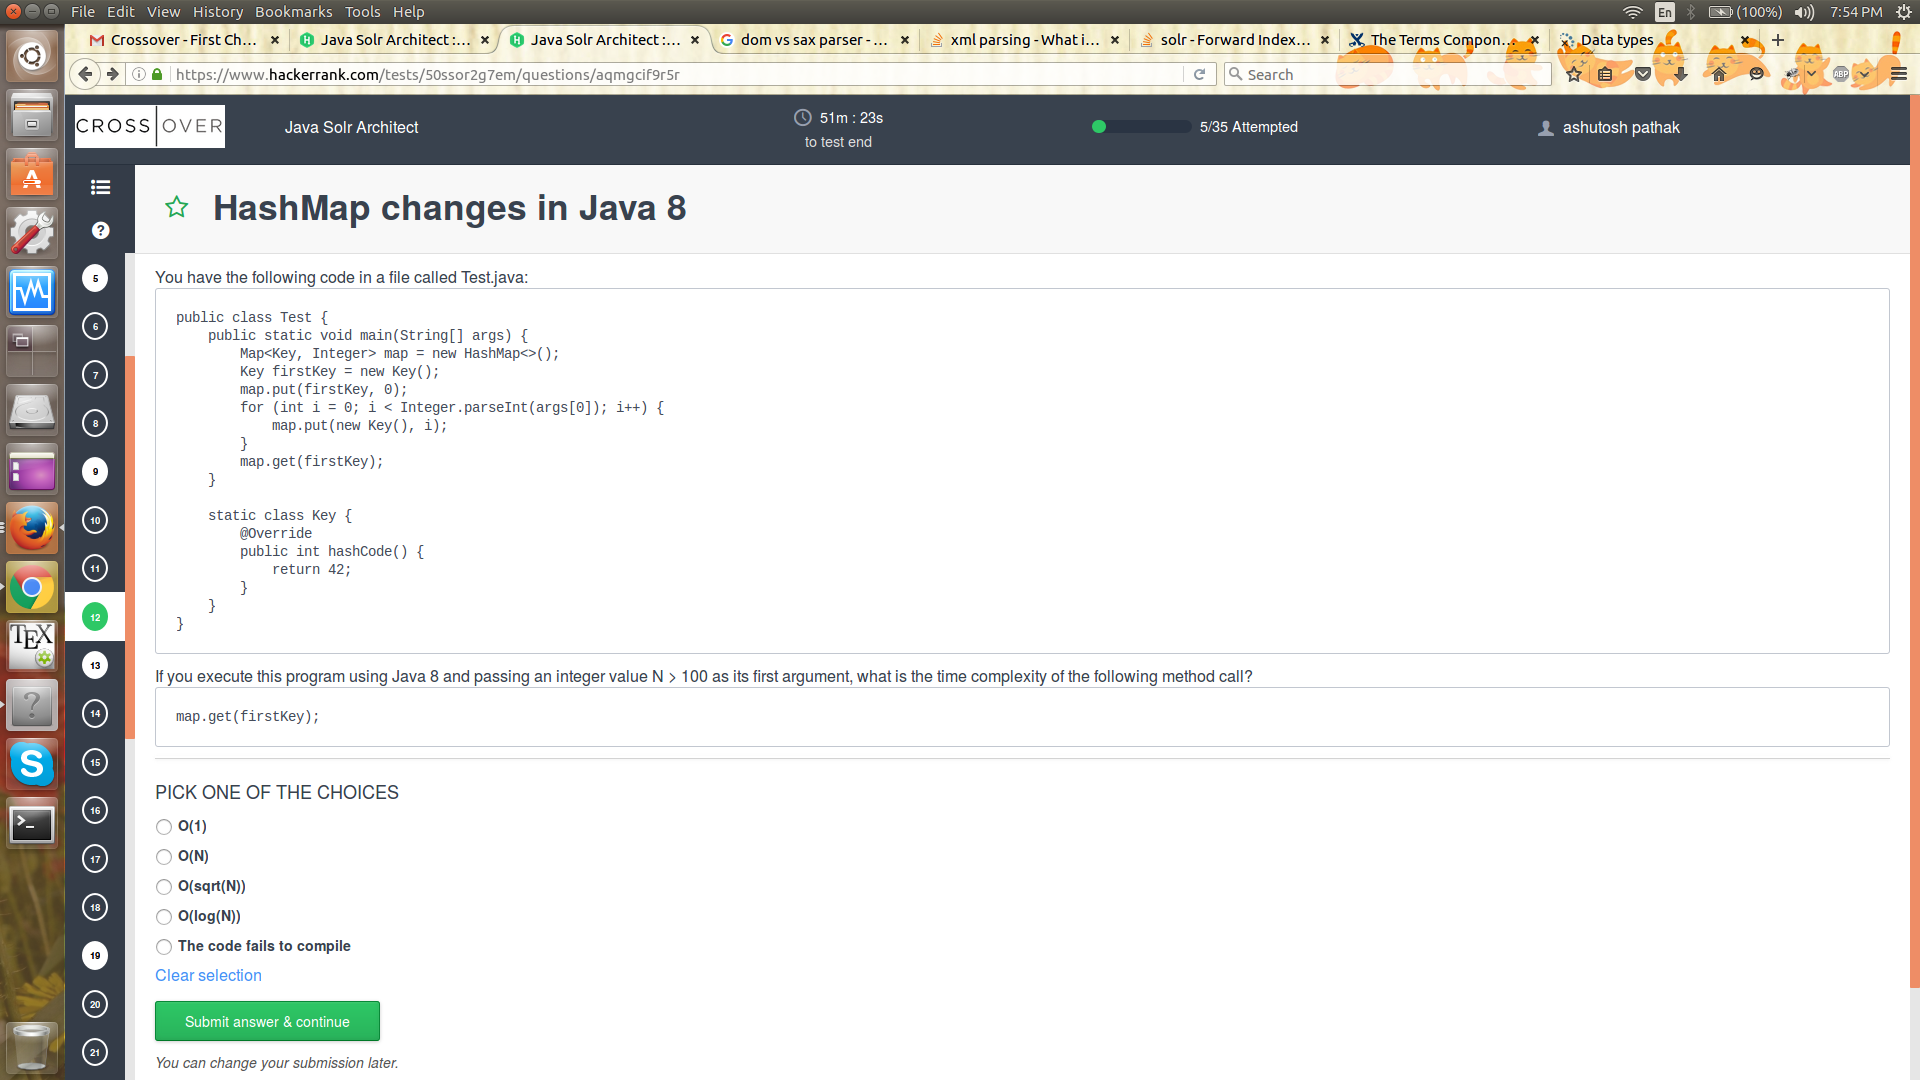 File Edit View History Bookmarks Tools Help
En (100%) 7:54 PM
Crossover - First Ch... Java Solr Architect :... Java Solr Architect :... dom vs sax parser - ... xml parsing - What i... solr - Forward Index... The Terms Compon... Data types
https://www.hackerrank.com/tests/50ssor2g7em/questions/aqmgcif9r5r Search ABP
CROSS OVER Java Solr Architect 51m : 23s to test end 5/35 Attempted ashutosh pathak
HashMap changes in Java 8
You have the following code in a file called Test.java:
public class Test {
    public static void main(String[] args) {
        Map<Key, Integer> map = new HashMap<>();
        Key firstKey = new Key();
        map.put(firstKey, 0);
        for (int i = 0; i < Integer.parseInt(args[0]); i++) {
            map.put(new Key(), i);
        }
        map.get(firstKey);
    }
    static class Key {
        @Override
        public int hashCode() {
            return 42;
        }
    }
}
If you execute this program using Java 8 and passing an integer value N > 100 as its first argument, what is the time complexity of the following method call?
map.get(firstKey);
PICK ONE OF THE CHOICES
O(1)
O(N)
O(sqrt(N))
O(log(N))
The code fails to compile
Clear selection
Submit answer & continue
You can change your submission later.
5
6
7
8
9
10
11
12
13
14
15
16
17
18
19
20
21
TEX